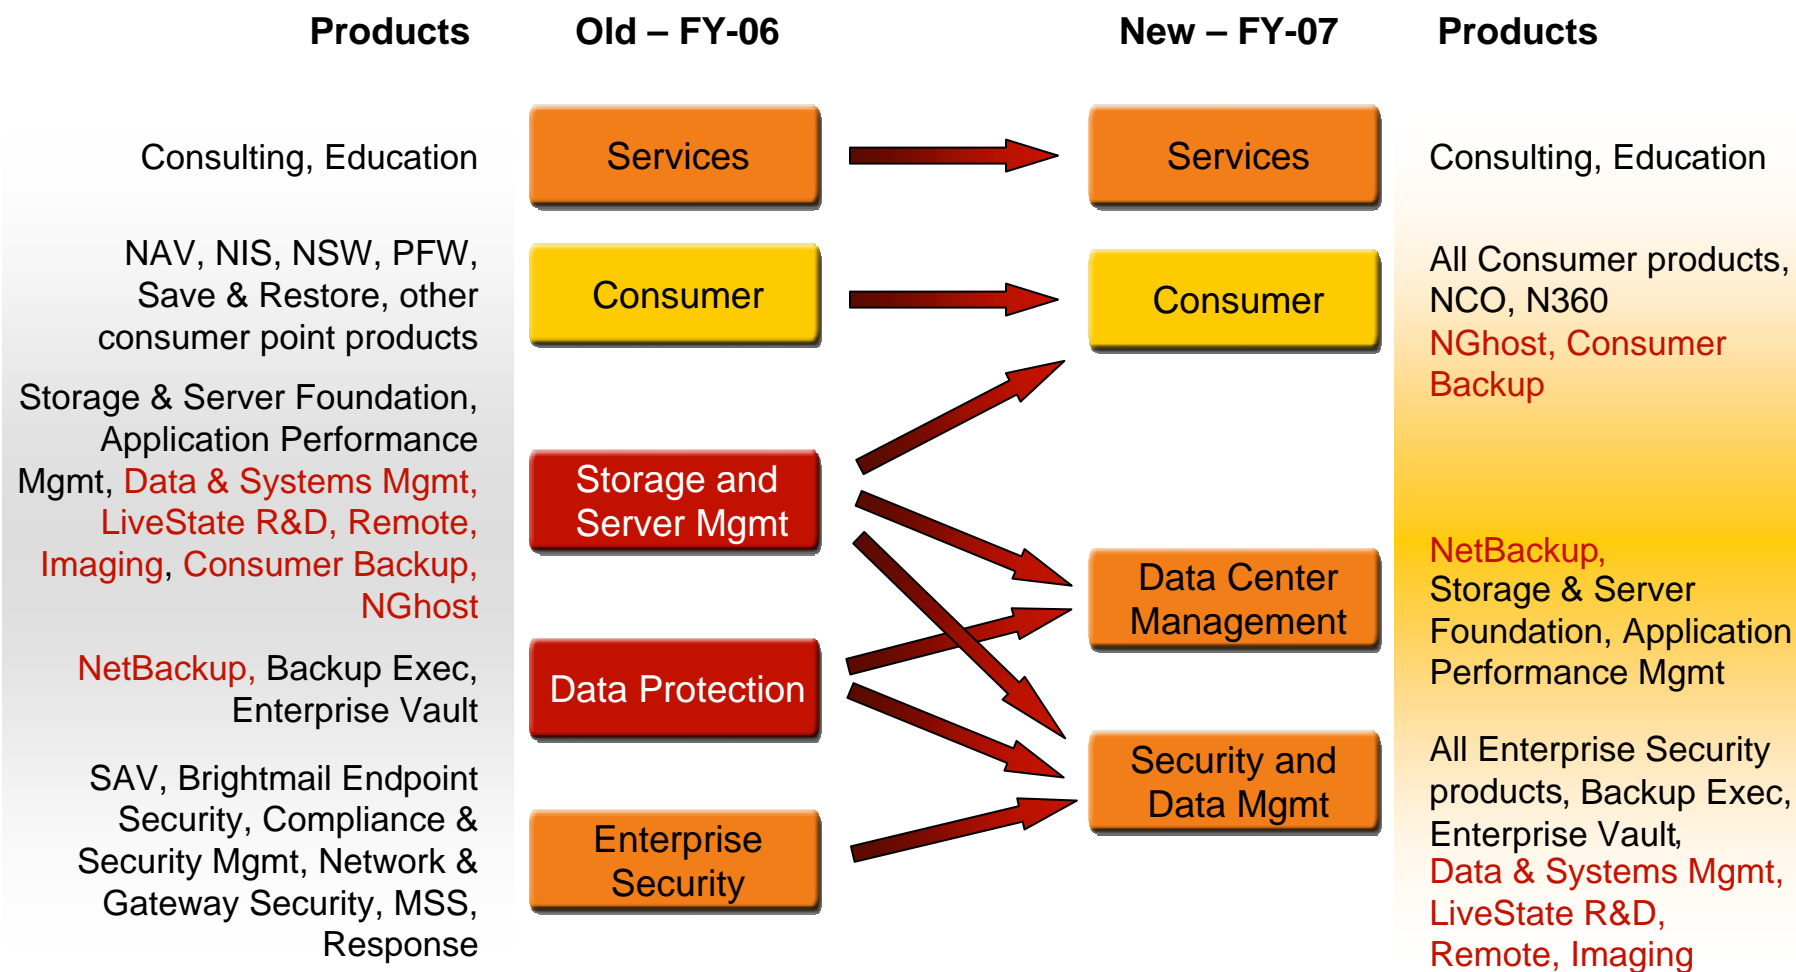 Products
Old – FY-06
New – FY-07
Products
Consulting, Education
Services
Services
Consulting, Education
NAV, NIS, NSW, PFW,
Save & Restore, other
consumer point products
Consumer
Consumer
All Consumer products,
NCO, N360
NGhost, Consumer
Backup
Storage & Server Foundation,
Application Performance
Mgmt, Data & Systems Mgmt,
LiveState R&D, Remote,
Imaging, Consumer Backup,
NGhost
Storage and
Server Mgmt
Data Center
Management
NetBackup,
Storage & Server
Foundation, Application
Performance Mgmt
NetBackup, Backup Exec,
Enterprise Vault
Data Protection
Security and
Data Mgmt
All Enterprise Security
products, Backup Exec,
Enterprise Vault,
Data & Systems Mgmt,
LiveState R&D,
Remote, Imaging
SAV, Brightmail Endpoint
Security, Compliance &
Security Mgmt, Network &
Gateway Security, MSS,
Response
Enterprise
Security